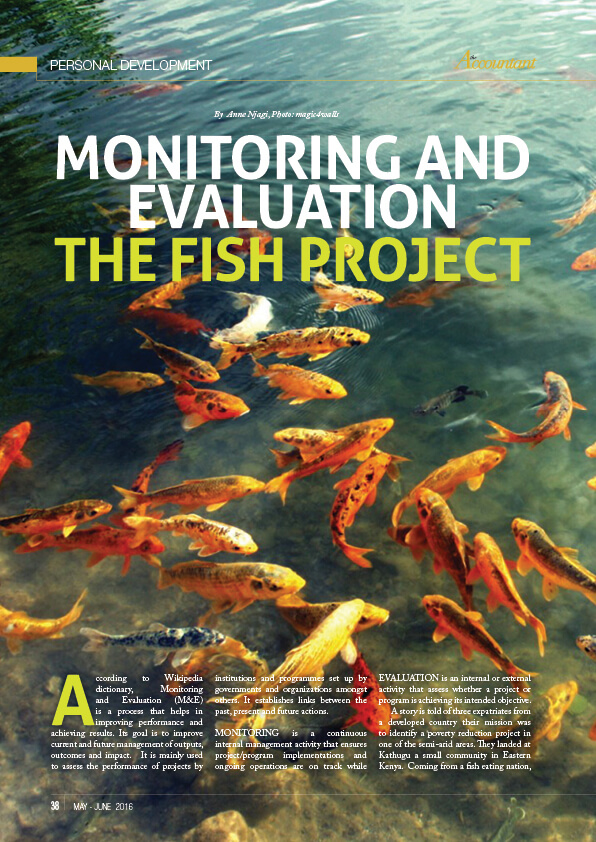 PERSONAL DEVELOPMENT
the
Accountant
By Anne Njagi, Photo: magic4walls
MONITORING AND
EVALUATION
THE FISH PROJECT
According to Wikipedia
dictionary, Monitoring
and Evaluation (M&E)
is a process that helps in
improving performance and
achieving results. Its goal is to improve
current and future management of outputs,
outcomes and impact. It is mainly used
to assess the performance of projects by
institutions and programmes set up by
governments and organizations amongst
others. It establishes links between the
past, present and future actions.
MONITORING is a continuous
internal management activity that ensures
project/program implementations and
ongoing operations are on track while
EVALUATION is an internal or external
activity that assess whether a project or
program is achieving its intended objective.
A story is told of three expatriates from
a developed country their mission was
to identify a 'poverty reduction project in
one of the semi-arid areas. They landed at
Kathugu a small community in Eastern
Kenya. Coming from a fish eating nation,
38 MAY - JUNE 2016